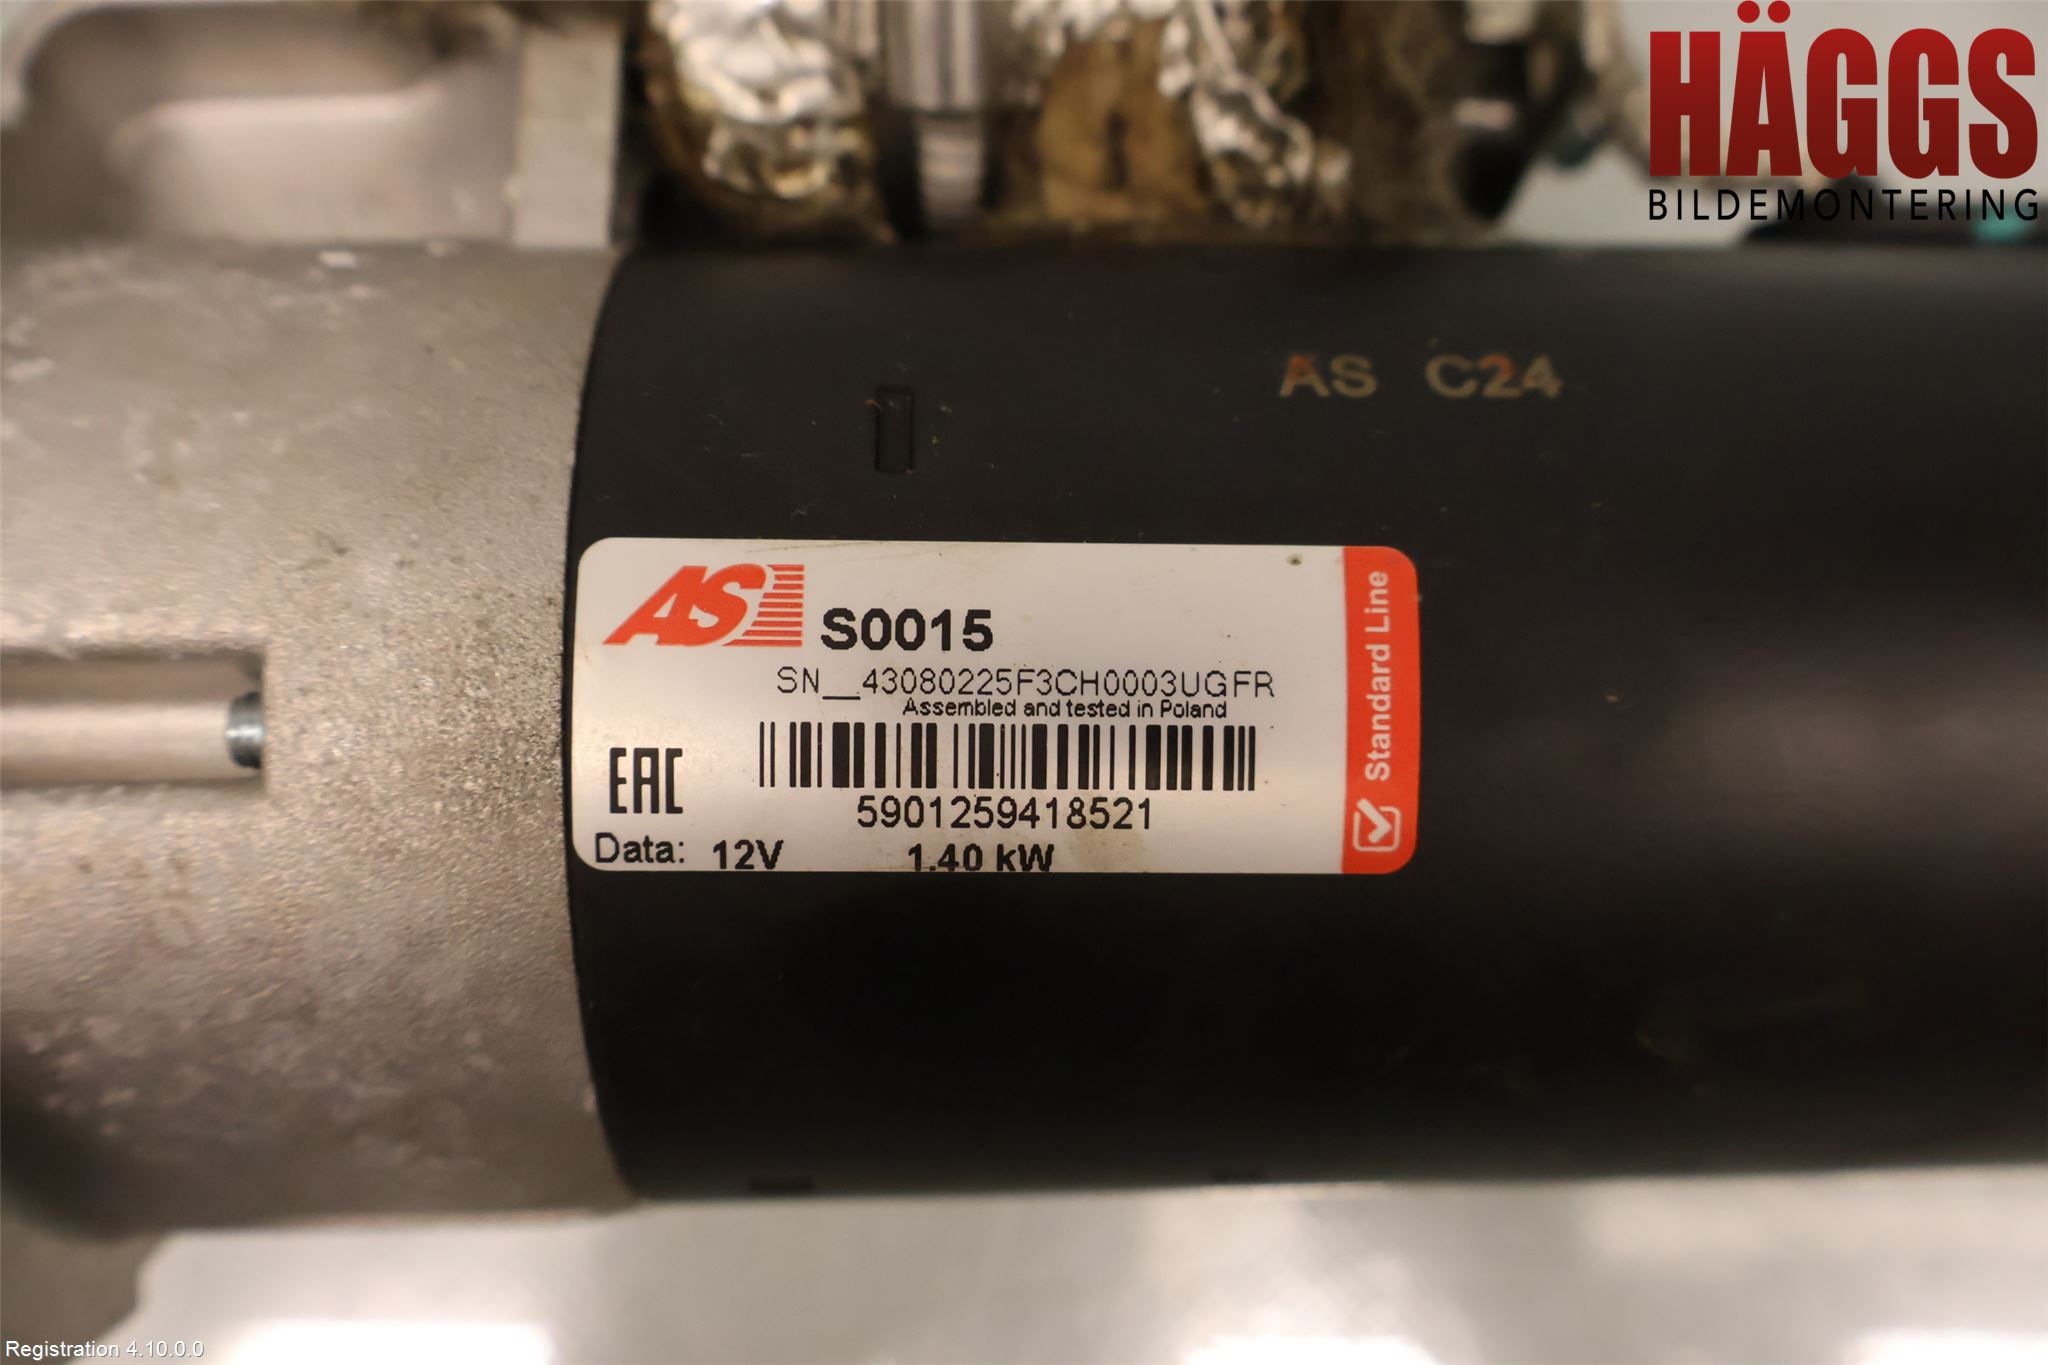 HÄGGS
BILDEMONTERING
AS C24
AS S0015
SN__43080225F3CH0003UGFR
Assembled and tested in Poland
EAC
5901259418521
Data: 12V 1.40 kW
Standard Line
Registration 4.10.0.0